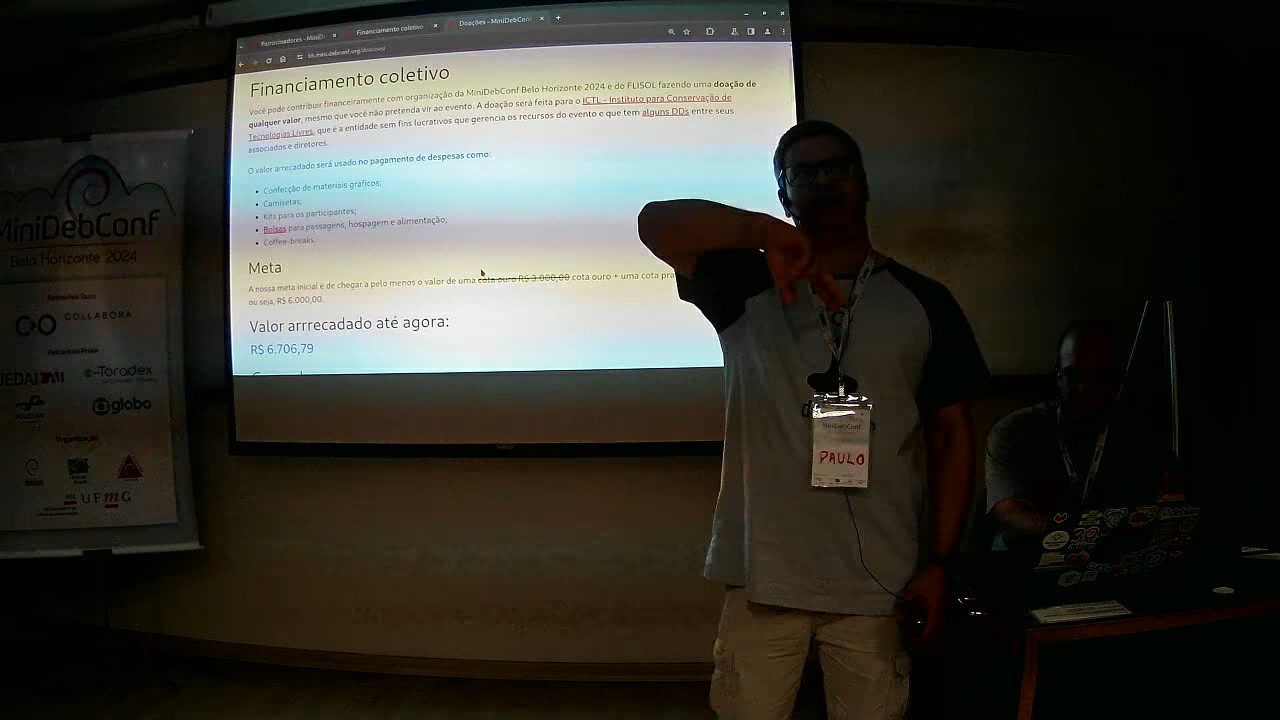 Patrocinadores - MiniD
Financiamento coletivo
Doações - MiniDebConf
bh.mini.debconf.org/doacoes/
Financiamento coletivo
Você pode contribuir financeiramente com organização da MiniDebConf Belo Horizonte 2024 e do FLISOL fazendo uma doação de
qualquer valor, mesmo que você não pretenda vir ao evento. A doação será feita para o ICTL - Instituto para Conservação de
Tecnologias Livres, que é a entidade sem fins lucrativos que gerencia os recursos do evento e que tem alguns DDs entre seus
associados e diretores.
O valor arrecadado será usado no pagamento de despesas como:
Confecção de materiais gráficos;
Camisetas;
Kits para os participantes;
Bolsas para passagens, hospagem e alimentação;
Coffee-breaks.
Meta
A nossa meta inicial é de chegar a pelo menos o valor de uma cota ouro R$ 3.000,00 cota ouro + uma cota pra
ou seja, R$ 6.000,00.
Valor arrrecadado até agora:
R$ 6.706,79
MiniDebConf
Belo Horizonte 2024
Patrocínio Ouro
COLLABORA
Patrocínio Prata
Toradex
globo
Organização
debian
UFMG
MiniDebConf
PAULO